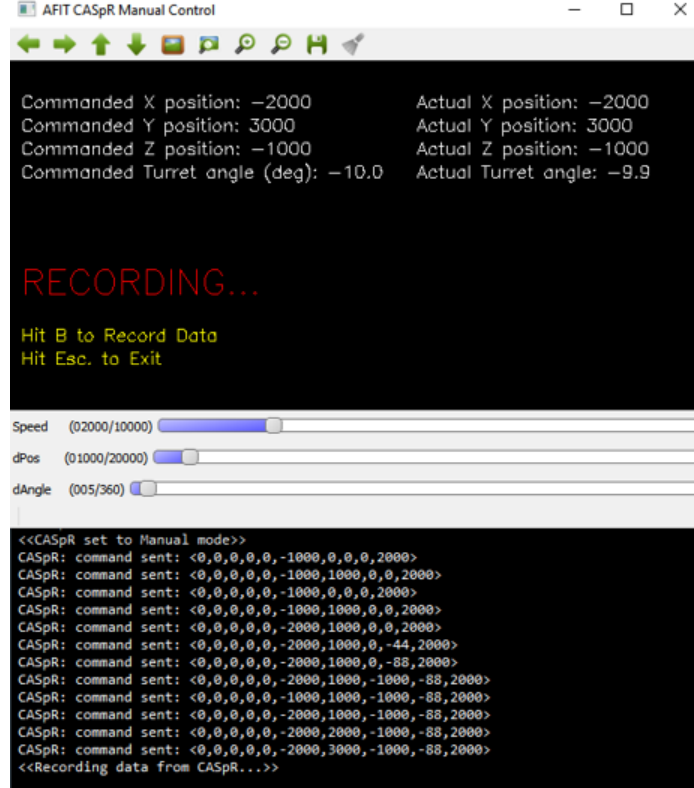 AFIT CASpR Manual Control
Commanded X position: −2000 Actual X position: −2000
Commanded Y position: 3000 Actual Y position: 3000
Commanded Z position: −1000 Actual Z position: −1000
Commanded Turret angle (deg): −10.0 Actual Turret angle: −9.9
RECORDING...
Hit B to Record Data
Hit Esc. to Exit
Speed (02000/10000)
dPos (01000/20000)
dAngle (005/360)
<<CASpR set to Manual mode>>
CASpR: command sent: <0,0,0,0,0,-1000,0,0,0,2000>
CASpR: command sent: <0,0,0,0,0,-1000,1000,0,0,2000>
CASpR: command sent: <0,0,0,0,0,-1000,0,0,0,2000>
CASpR: command sent: <0,0,0,0,0,-1000,1000,0,0,2000>
CASpR: command sent: <0,0,0,0,0,-2000,1000,0,0,2000>
CASpR: command sent: <0,0,0,0,0,-2000,1000,0,-44,2000>
CASpR: command sent: <0,0,0,0,0,-2000,1000,0,-88,2000>
CASpR: command sent: <0,0,0,0,0,-2000,1000,-1000,-88,2000>
CASpR: command sent: <0,0,0,0,0,-1000,1000,-1000,-88,2000>
CASpR: command sent: <0,0,0,0,0,-2000,1000,-1000,-88,2000>
CASpR: command sent: <0,0,0,0,0,-2000,2000,-1000,-88,2000>
CASpR: command sent: <0,0,0,0,0,-2000,3000,-1000,-88,2000>
<<Recording data from CASpR...>>